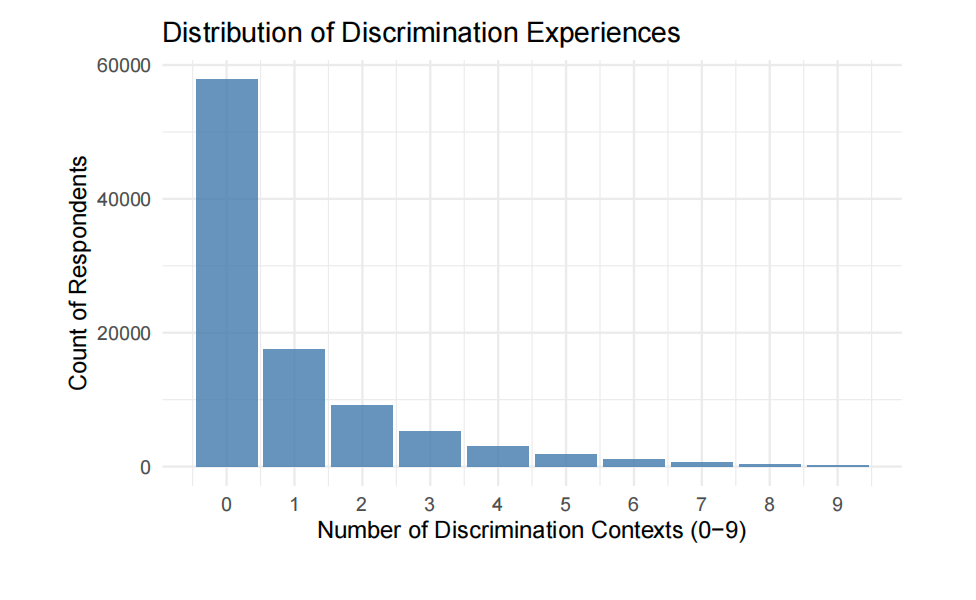 Distribution of Discrimination Experiences
60000
40000
20000
0
Count of Respondents
0 1 2 3 4 5 6 7 8 9
Number of Discrimination Contexts (0−9)